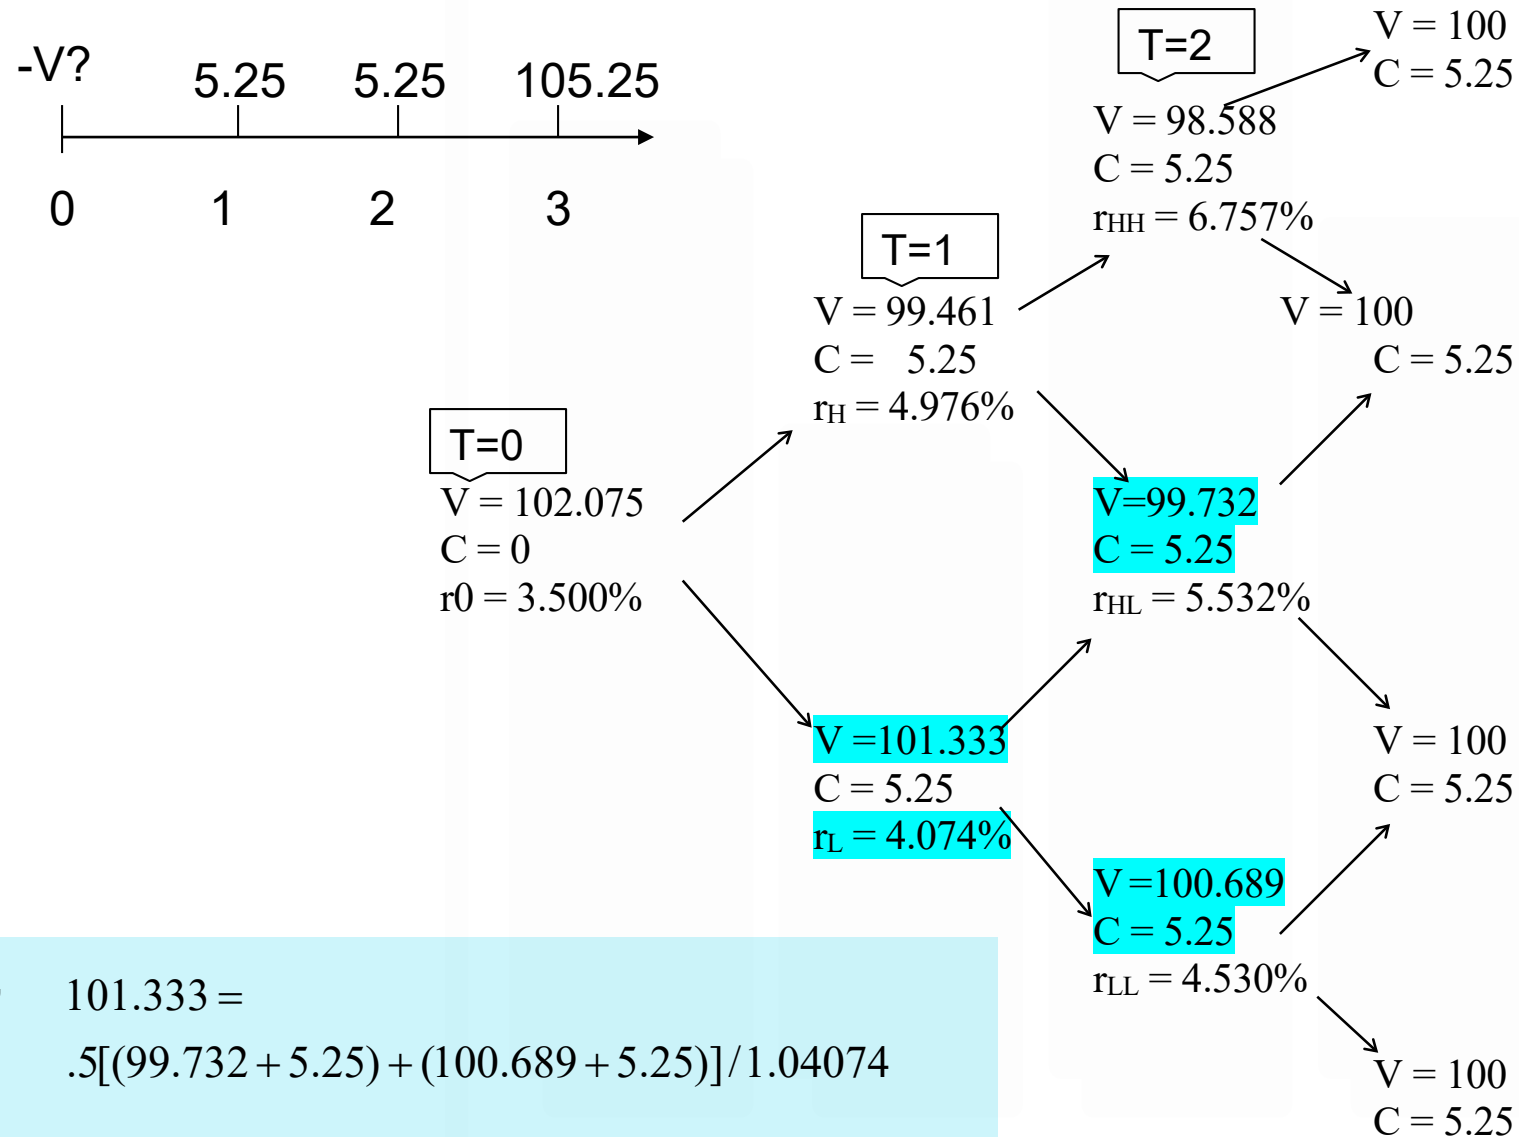 -V?
5.25 5.25 105.25
0 1 2 3
T=0
V = 102.075
C = 0
r0 = 3.500%
T=1
V = 99.461
C = 5.25
rH = 4.976%
V =101.333
C = 5.25
rL = 4.074%
T=2
V = 98.588
C = 5.25
rHH = 6.757%
V=99.732
C = 5.25
rHL = 5.532%
V =100.689
C = 5.25
rLL = 4.530%
V = 100
C = 5.25
V = 100
C = 5.25
V = 100
C = 5.25
V = 100
C = 5.25
101.333 =
.5[(99.732 + 5.25) + (100.689 + 5.25)] / 1.04074